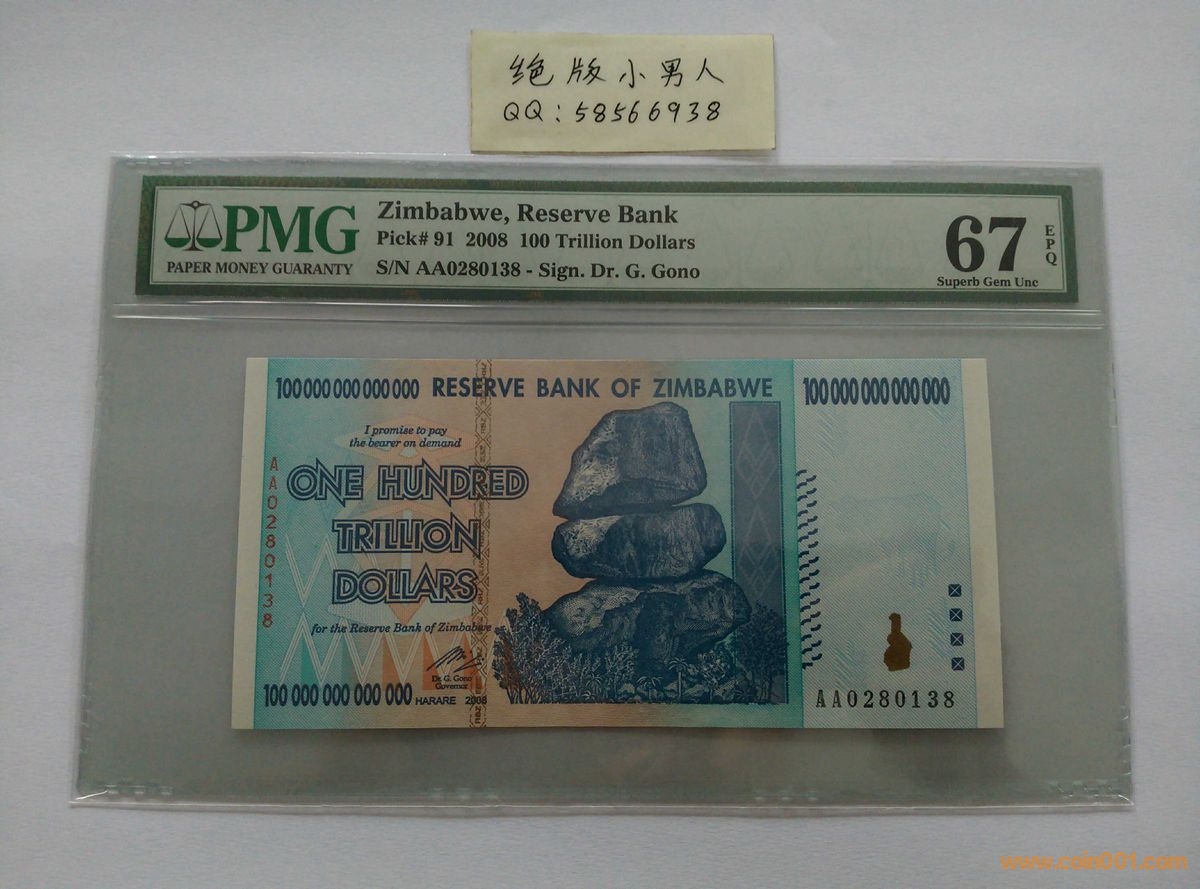 绝版小男人
QQ:58566938
PMG
PAPER MONEY GUARANTY
Zimbabwe, Reserve Bank
Pick# 91 2008 100 Trillion Dollars
S/N AA0280138 - Sign. Dr. G. Gono
67
EPQ
Superb Gem Unc
100 000 000 000 000 RESERVE BANK OF ZIMBABWE 100 000 000 000 000
I promise to pay
the bearer on demand
ONE HUNDRED
TRILLION
DOLLARS
AA0280138
for the Reserve Bank of Zimbabwe
Dr. G. Gono
Governor
100 000 000 000 000 HARARE 2008
AA0280138
www.coin001.com